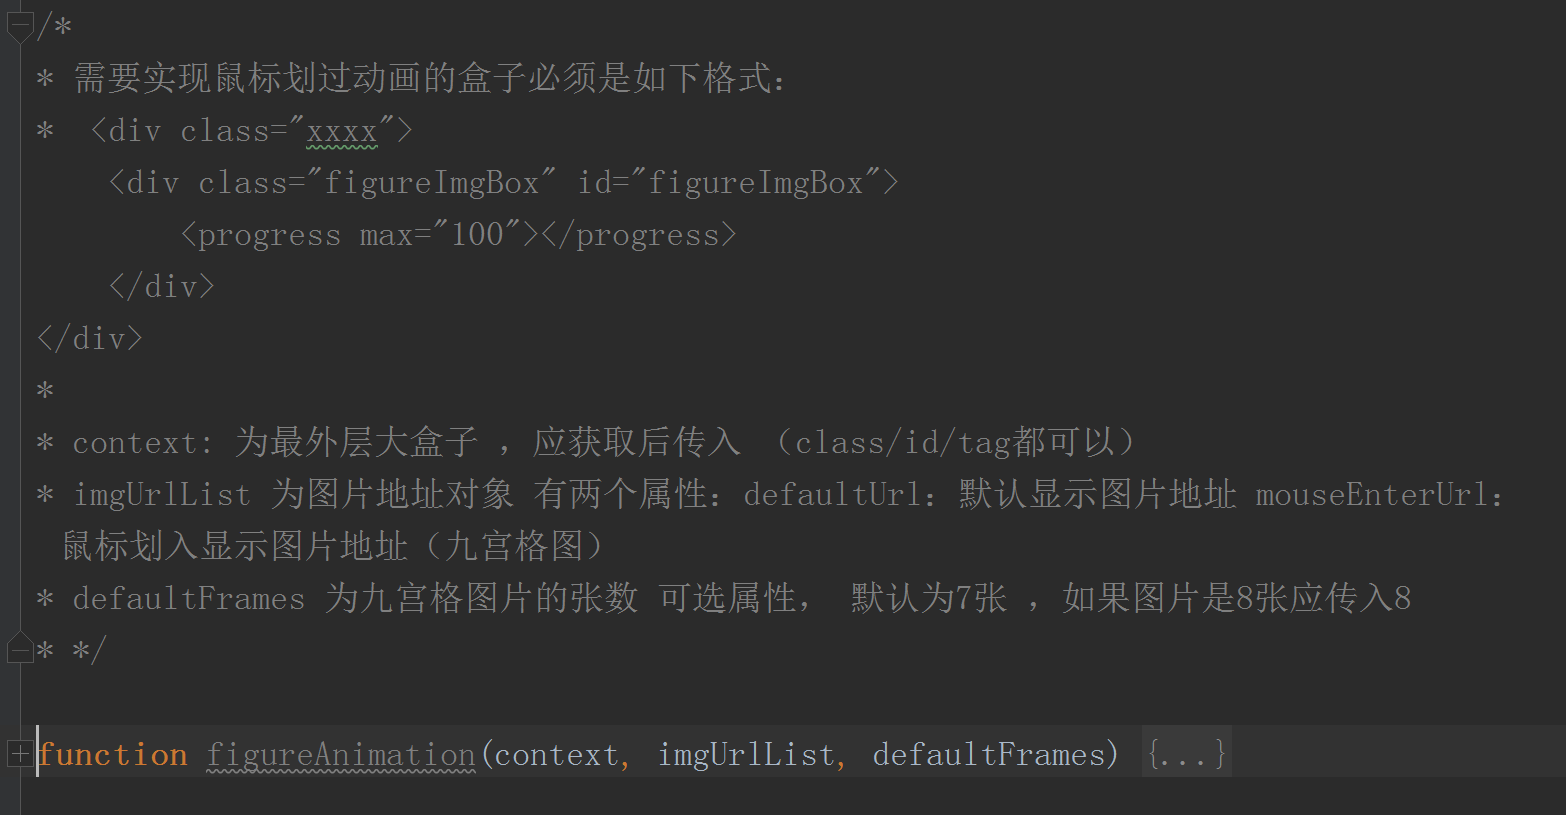 /*
* 需要实现鼠标划过动画的盒子必须是如下格式：
*  <div class="xxxx">
    <div class="figureImgBox" id="figureImgBox">
        <progress max="100"></progress>
    </div>
</div>
*
* context: 为最外层大盒子 ，应获取后传入 （class/id/tag都可以）
* imgUrlList 为图片地址对象 有两个属性：defaultUrl：默认显示图片地址 mouseEnterUrl：
鼠标划入显示图片地址（九宫格图）
* defaultFrames 为九宫格图片的张数 可选属性， 默认为7张 ，如果图片是8张应传入8
* */
function figureAnimation(context, imgUrlList, defaultFrames) {...}